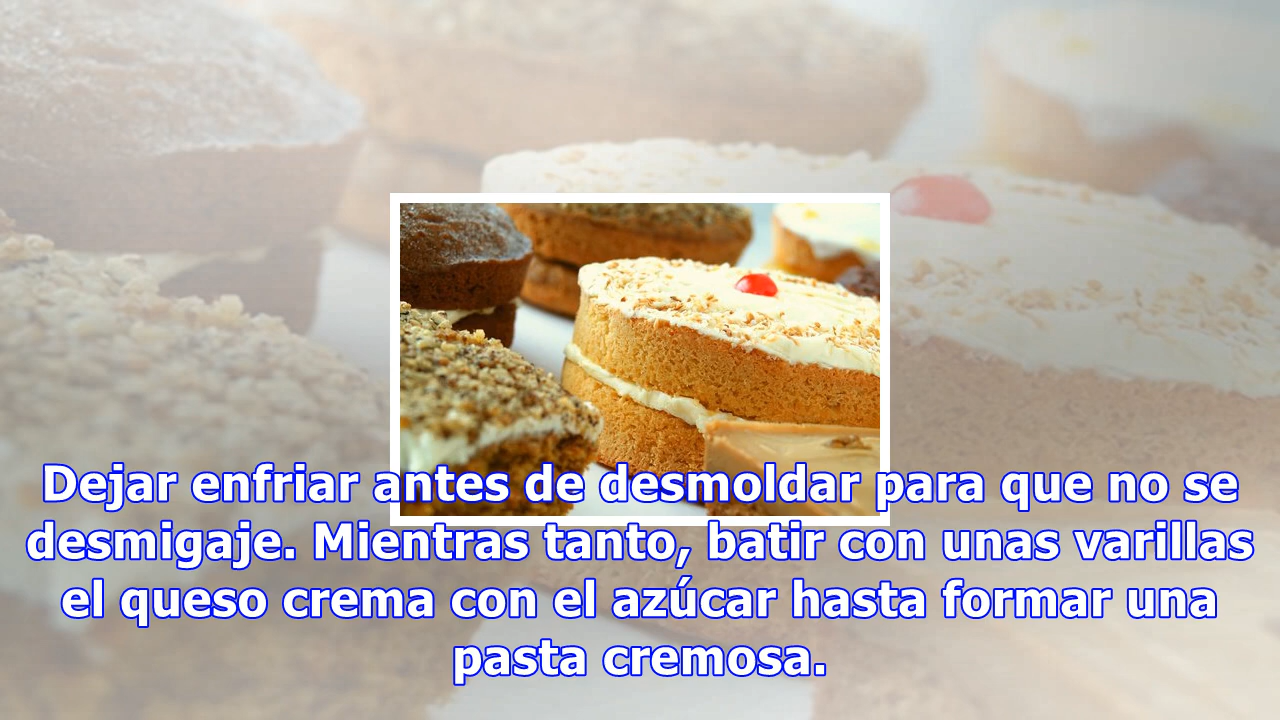 Dejar enfriar antes de desmoldar para que no se
desmigaje. Mientras tanto, batir con unas varillas
el queso crema con el azúcar hasta formar una
pasta cremosa.